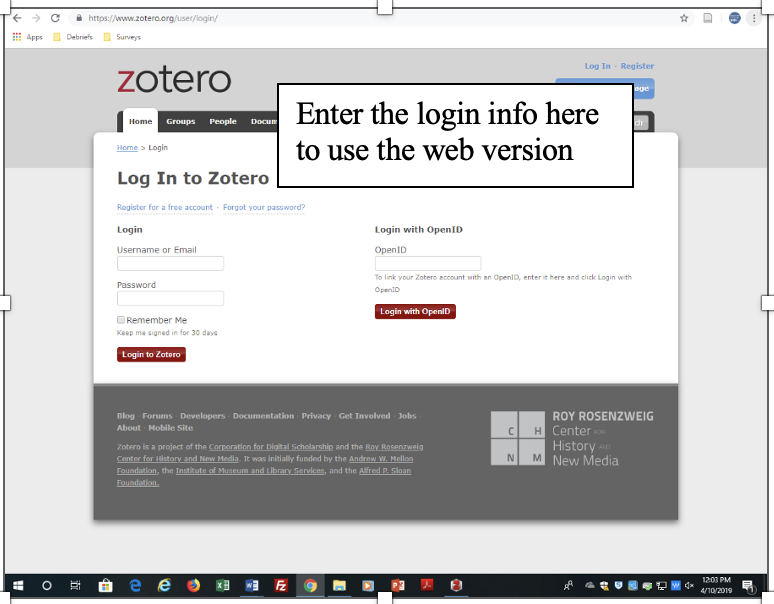 https://www.zotero.org/user/login/
Apps Debriefs Surveys
Log In · Register
zotero
Enter the login info here
to use the web version
Home Groups People
Home > Login
Log In to Zotero
Register for a free account · Forgot your password?
Login
Username or Email
Password
Remember Me
Keep me signed in for 30 days
Login to Zotero
Login with OpenID
OpenID
To link your Zotero account with an OpenID, enter it here and click Login with
OpenID
Login with OpenID
Blog · Forums · Developers · Documentation · Privacy · Get Involved · Jobs ·
About · Mobile Site
Zotero is a project of the Corporation for Digital Scholarship and the Roy Rosenzweig
Center for History and New Media. It was initially funded by the Andrew W. Mellon
Foundation, the Institute of Museum and Library Services, and the Alfred P. Sloan
Foundation.
C H
N M
ROY ROSENZWEIG
Center FOR
History AND
New Media
12:03 PM
4/10/2019